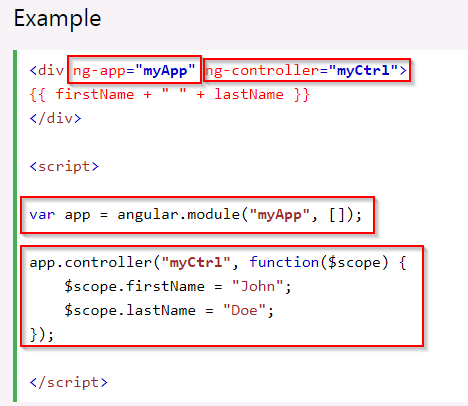 Example
<div ng-app="myApp" ng-controller="myCtrl">
{{ firstName + " " + lastName }}
</div>
<script>
var app = angular.module("myApp", []);
app.controller("myCtrl", function($scope) {
    $scope.firstName = "John";
    $scope.lastName = "Doe";
});
</script>